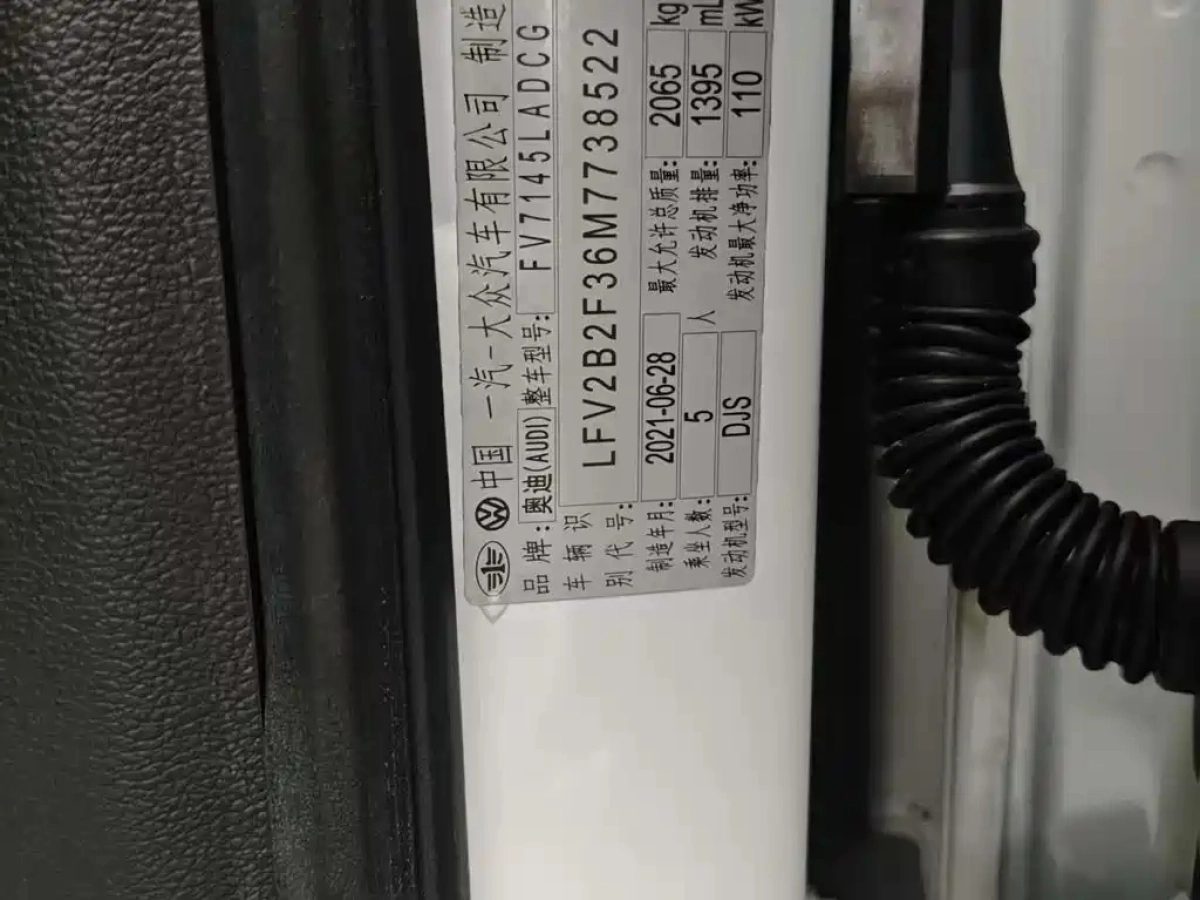 中国 一汽-大众汽车有限公司 制造
品牌: 奥迪(AUDI) 整车型号: FV7145LADCG
车辆识别代号: LFV2B2F36M7738522
制造年月: 2021-06-28 最大允许总质量: 2065 kg
乘坐人数: 5 人 发动机排量: 1395 mL
发动机型号: DJS 发动机最大净功率: 110 kW